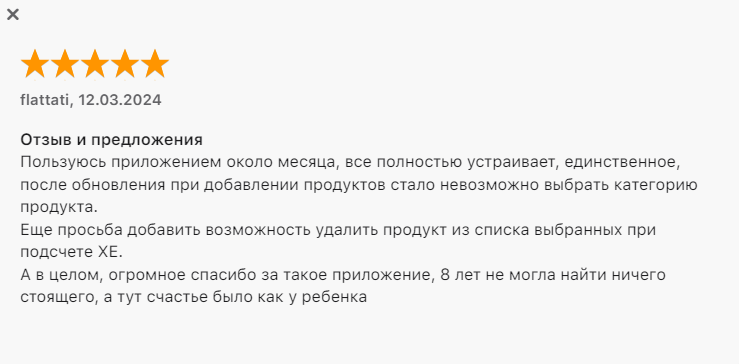 flattati, 12.03.2024
Отзыв и предложения
Пользуюсь приложением около месяца, все полностью устраивает, единственное,
после обновления при добавлении продуктов стало невозможно выбрать категорию
продукта.
Еще просьба добавить возможность удалить продукт из списка выбранных при
подсчете ХЕ.
А в целом, огромное спасибо за такое приложение, 8 лет не могла найти ничего
стоящего, а тут счастье было как у ребенка